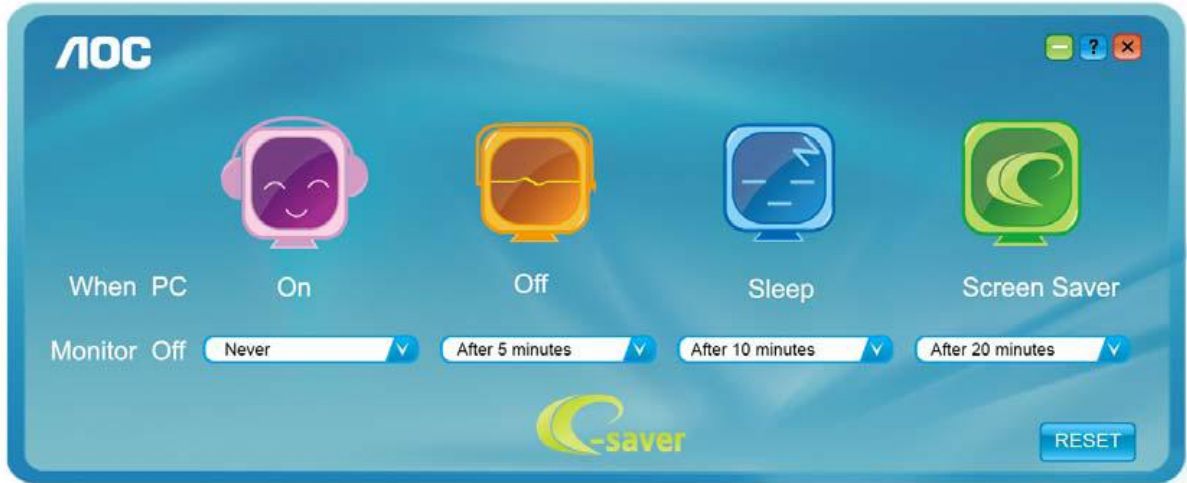 AOC
?
When PC On Off Sleep Screen Saver
Monitor Off Never After 5 minutes After 10 minutes After 20 minutes
e-saver
RESET